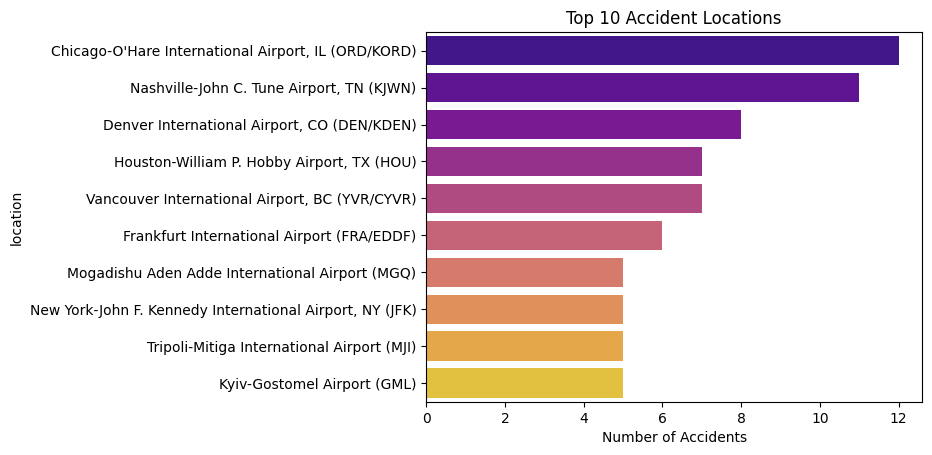 Top 10 Accident Locations
Chicago-O'Hare International Airport, IL (ORD/KORD)
Nashville-John C. Tune Airport, TN (KJWN)
Denver International Airport, CO (DEN/KDEN)
Houston-William P. Hobby Airport, TX (HOU)
Vancouver International Airport, BC (YVR/CYVR)
Frankfurt International Airport (FRA/EDDF)
Mogadishu Aden Adde International Airport (MGQ)
New York-John F. Kennedy International Airport, NY (JFK)
Tripoli-Mitiga International Airport (MJI)
Kyiv-Gostomel Airport (GML)
location
0 2 4 6 8 10 12
Number of Accidents